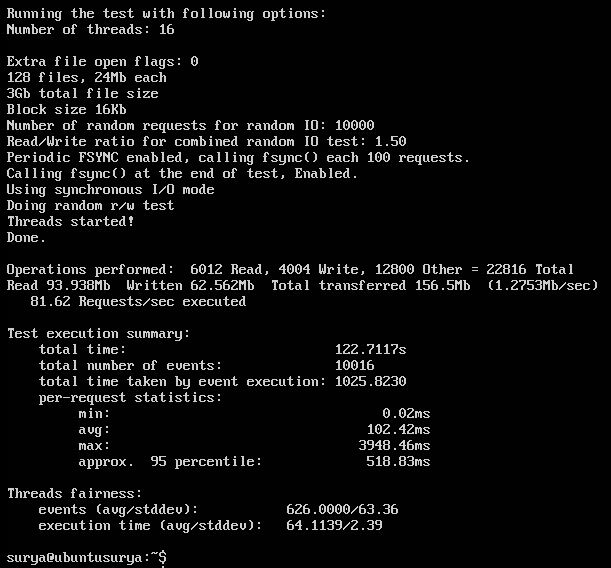 Running the test with following options:
Number of threads: 16
Extra file open flags: 0
128 files, 24Mb each
3Gb total file size
Block size 16Kb
Number of random requests for random IO: 10000
Read/Write ratio for combined random IO test: 1.50
Periodic FSYNC enabled, calling fsync() each 100 requests.
Calling fsync() at the end of test, Enabled.
Using synchronous I/O mode
Doing random r/w test
Threads started!
Done.
Operations performed:  6012 Read, 4004 Write, 12800 Other = 22816 Total
Read 93.938Mb  Written 62.562Mb  Total transferred 156.5Mb  (1.2753Mb/sec)
   81.62 Requests/sec executed
Test execution summary:
    total time:                          122.7117s
    total number of events:              10016
    total time taken by event execution: 1025.8230
    per-request statistics:
         min:                                  0.02ms
         avg:                                102.42ms
         max:                               3948.46ms
         approx.  95 percentile:             518.83ms
Threads fairness:
    events (avg/stddev):           626.0000/63.36
    execution time (avg/stddev):   64.1139/2.39
surya@ubuntusurya:~$